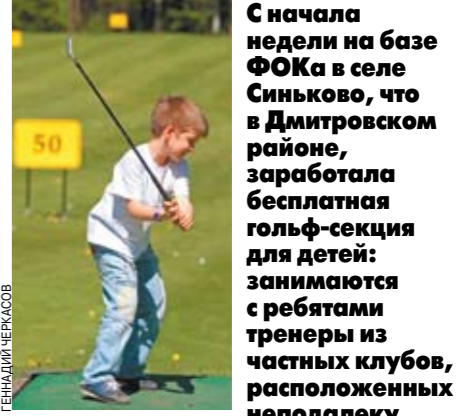 С начала
недели на базе
ФОКа в селе
Синьково, что
в Дмитровском
районе,
заработала
бесплатная
гольф-секция
для детей:
занимаются
с ребятами
тренеры из
частных клубов,
расположенных
неподалеку
50
ГЕННАДИЙ ЧЕРКАСОВ